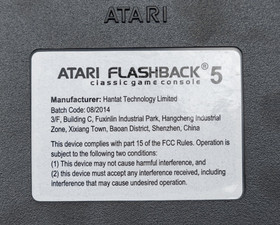 ATARI
ATARI FLASHBACK® 5
classic game console
Manufacturer: Hantat Technology Limited
Batch Code: 08/2014
3/F, Building C, Fuxinlin Industrial Park, Hangcheng Industrial
Zone, Xixiang Town, Baoan District, Shenzhen, China
This device complies with part 15 of the FCC Rules. Operation is
subject to the following two conditions:
(1) This device may not cause harmful interference, and
(2) this device must accept any interference received, including
interference that may cause undesired operation.